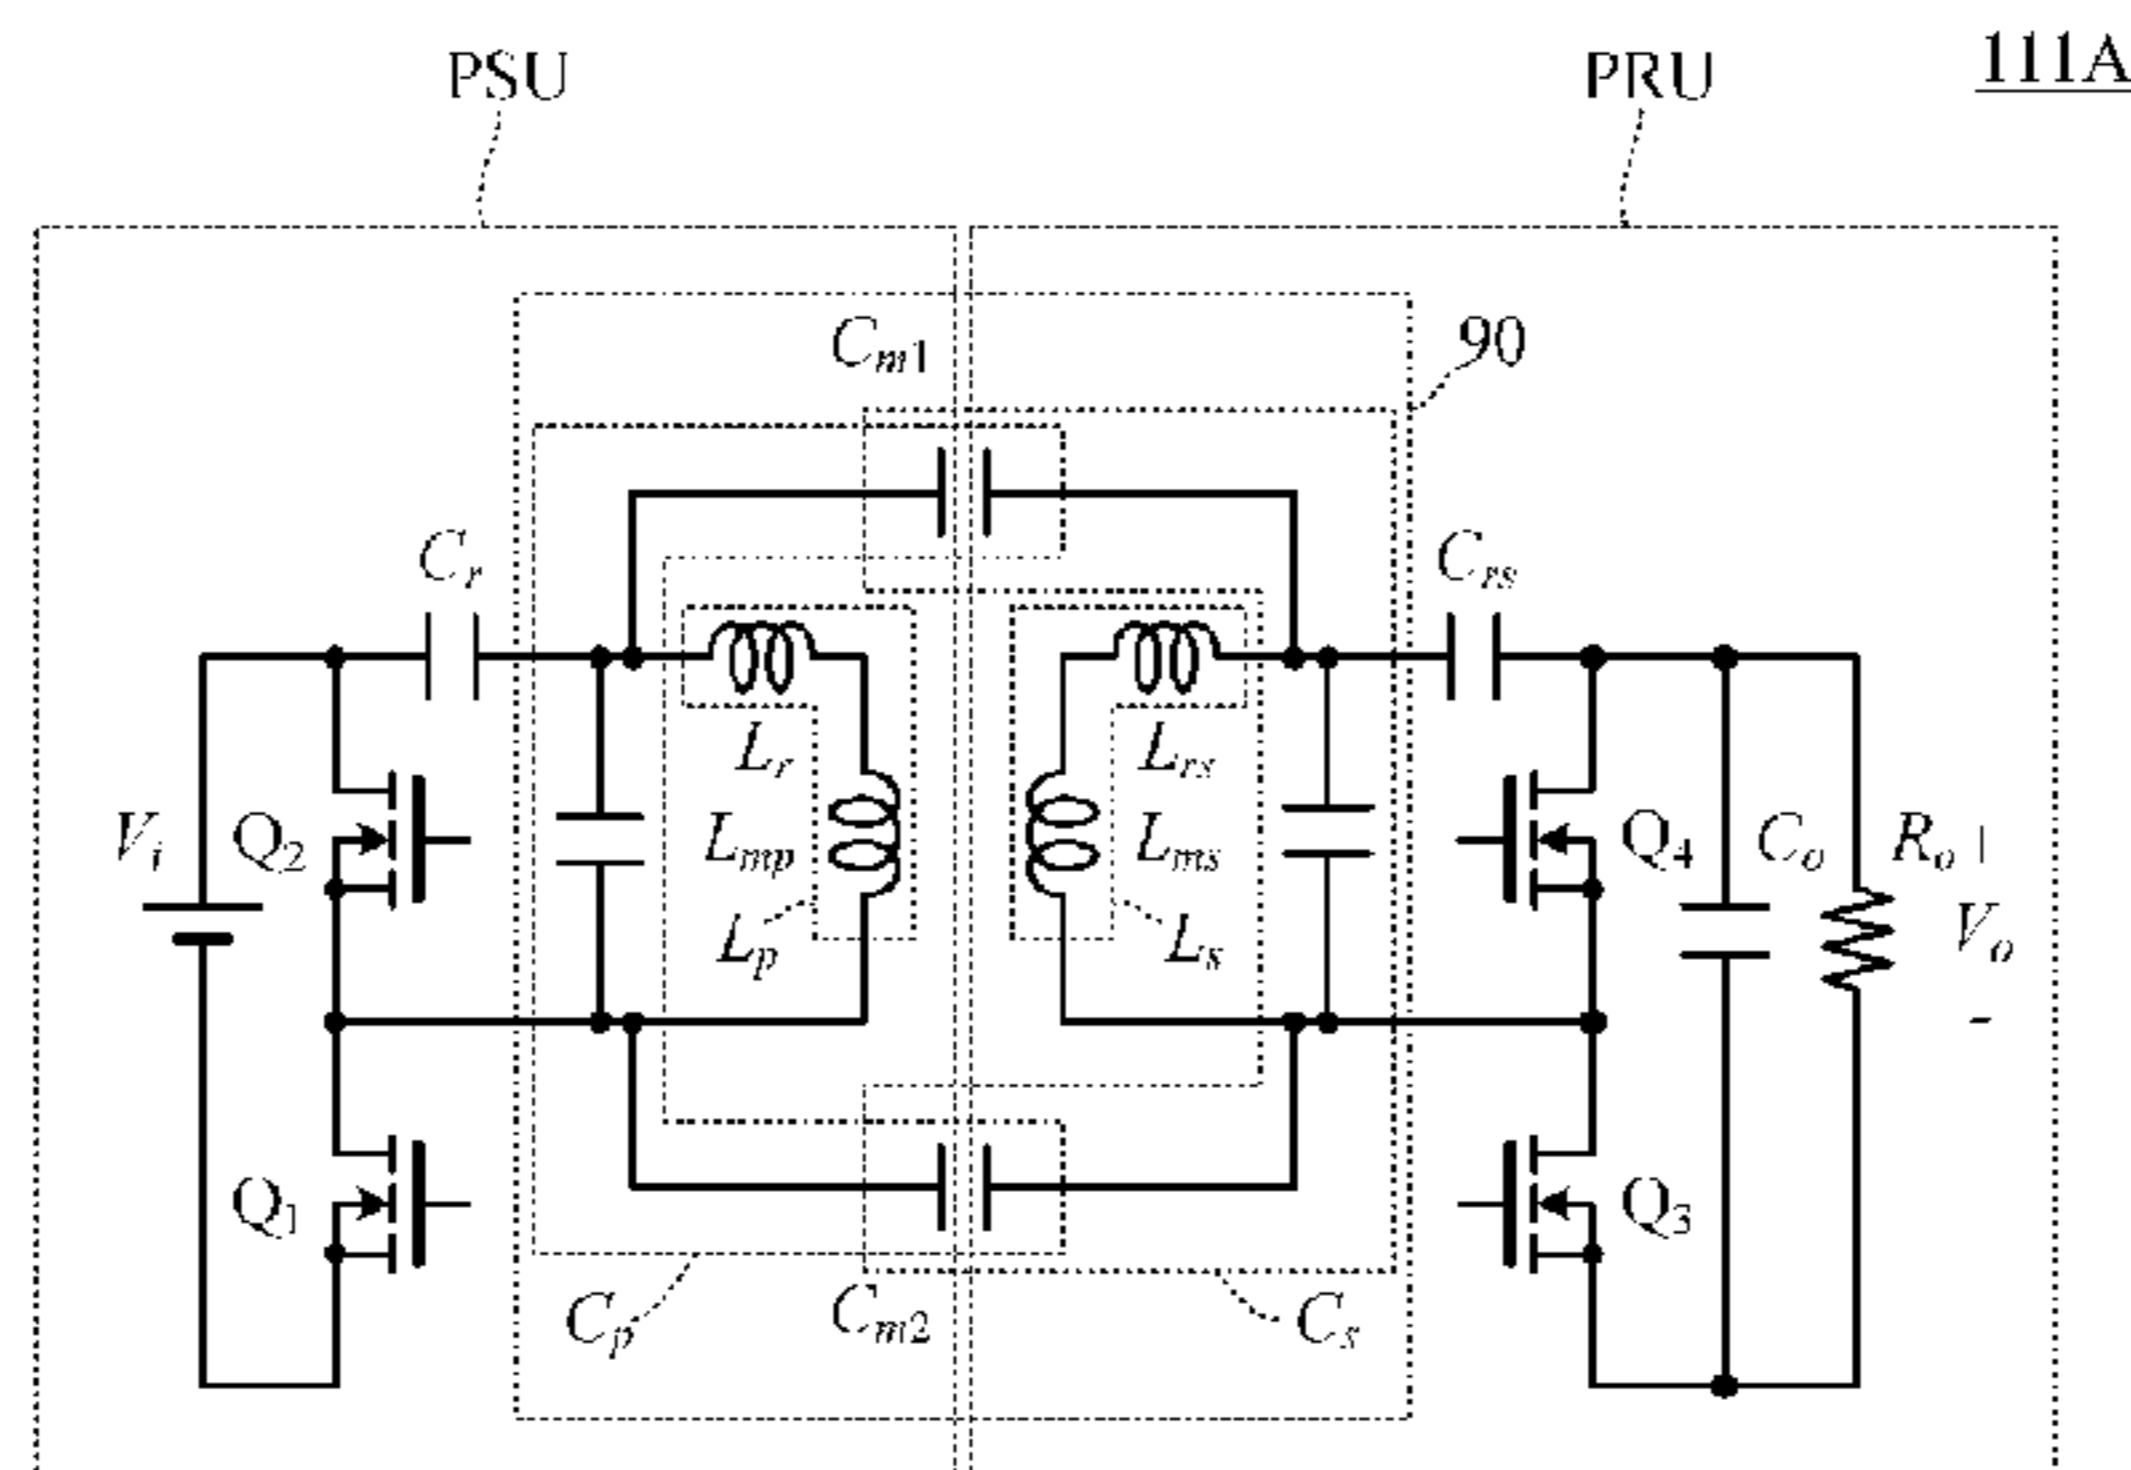 PSU
PRU
111A
Cm1
90
Cr
Crs
Lr
Lrs
Vi
Q2
Lmp
Lms
Q4
Co
Ro
+
Vo
-
Lp
Ls
Q1
Q3
Cp
Cm2
Cs